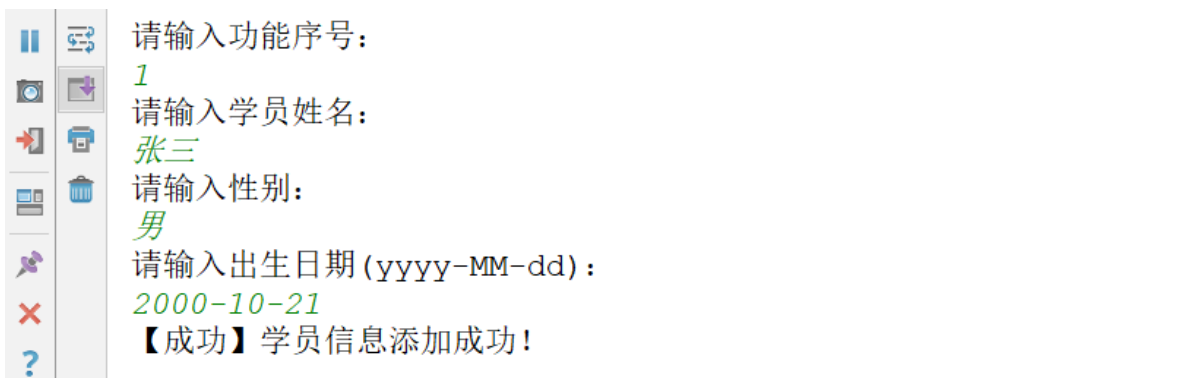 请输入功能序号：
1
请输入学员姓名：
张三
请输入性别：
男
请输入出生日期(yyyy-MM-dd)：
2000-10-21
【成功】学员信息添加成功！